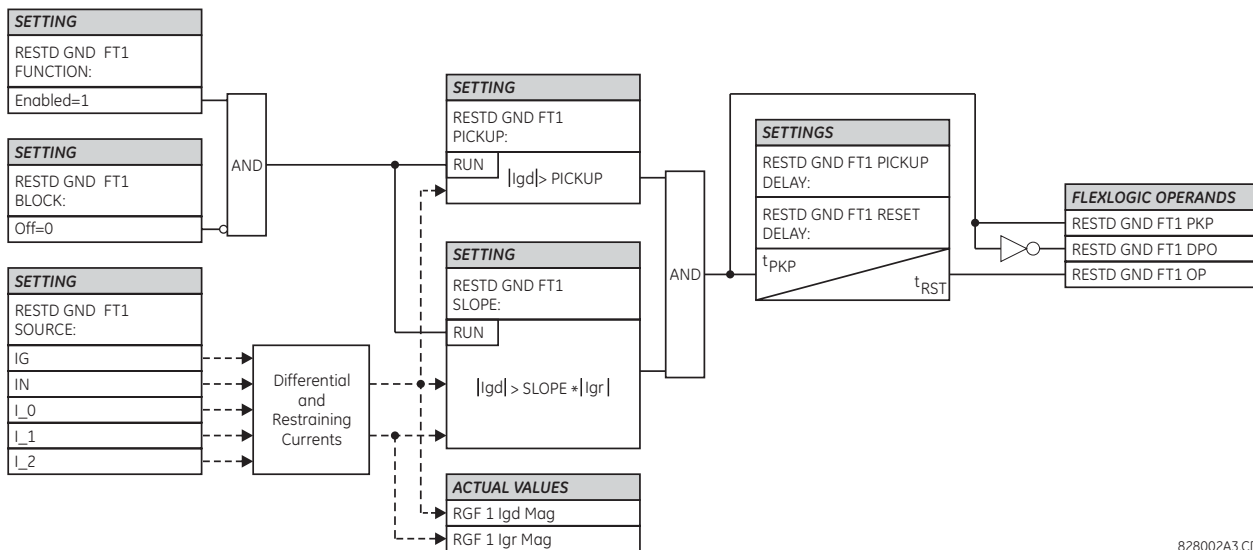 SETTING
RESTD GND FT1
FUNCTION:
Enabled=1
SETTING
RESTD GND FT1
BLOCK:
Off=0
SETTING
RESTD GND FT1
SOURCE:
IG
IN
I_0
I_1
I_2
AND
Differential
and
Restraining
Currents
SETTING
RESTD GND FT1
PICKUP:
RUN
|Igd|> PICKUP
SETTING
RESTD GND FT1
SLOPE:
RUN
|Igd| > SLOPE *|Igr|
ACTUAL VALUES
RGF 1 Igd Mag
RGF 1 Igr Mag
AND
SETTINGS
RESTD GND FT1 PICKUP
DELAY:
RESTD GND FT1 RESET
DELAY:
tPKP
tRST
FLEXLOGIC OPERANDS
RESTD GND FT1 PKP
RESTD GND FT1 DPO
RESTD GND FT1 OP